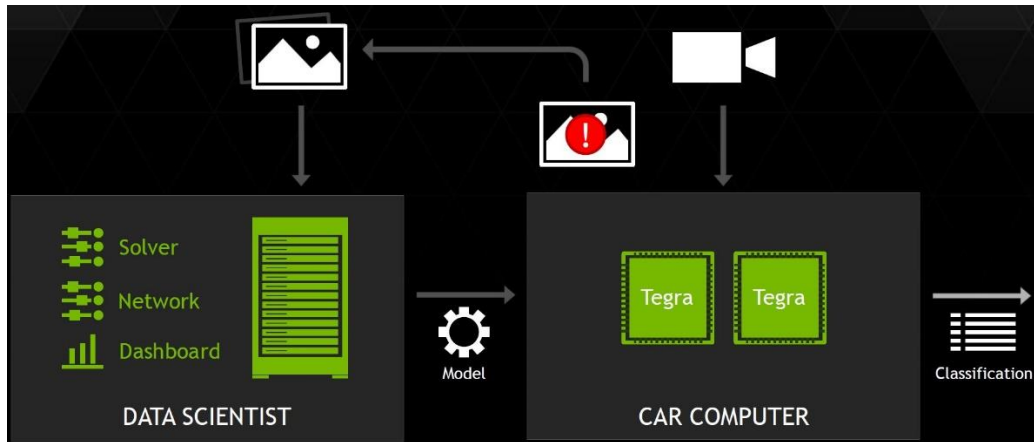 !
Solver
Network
Dashboard
DATA SCIENTIST
Model
Tegra
Tegra
CAR COMPUTER
Classification